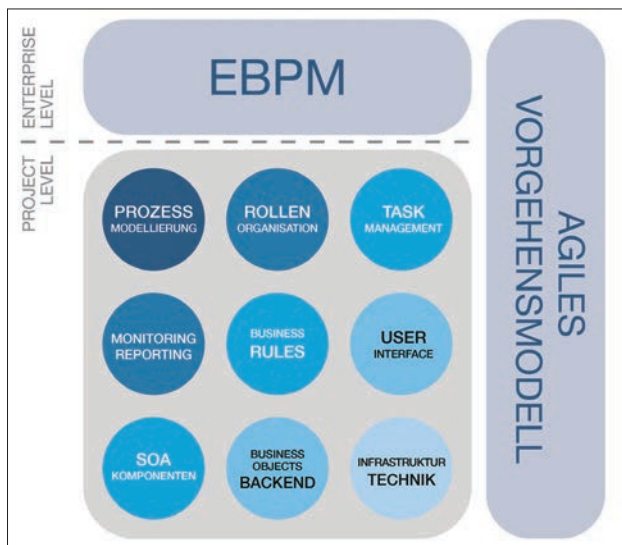 ENTERPRISE
LEVEL
EBPM
PROJECT
LEVEL
PROZESS
MODELLIERUNG
ROLLEN
ORGANISATION
TASK
MANAGEMENT
MONITORING
REPORTING
BUSINESS
RULES
USER
INTERFACE
SOA
KOMPONENTEN
BUSINESS
OBJECTS
BACKEND
INFRASTRUKTUR
TECHNIK
AGILES
VORGEHENSMODELL